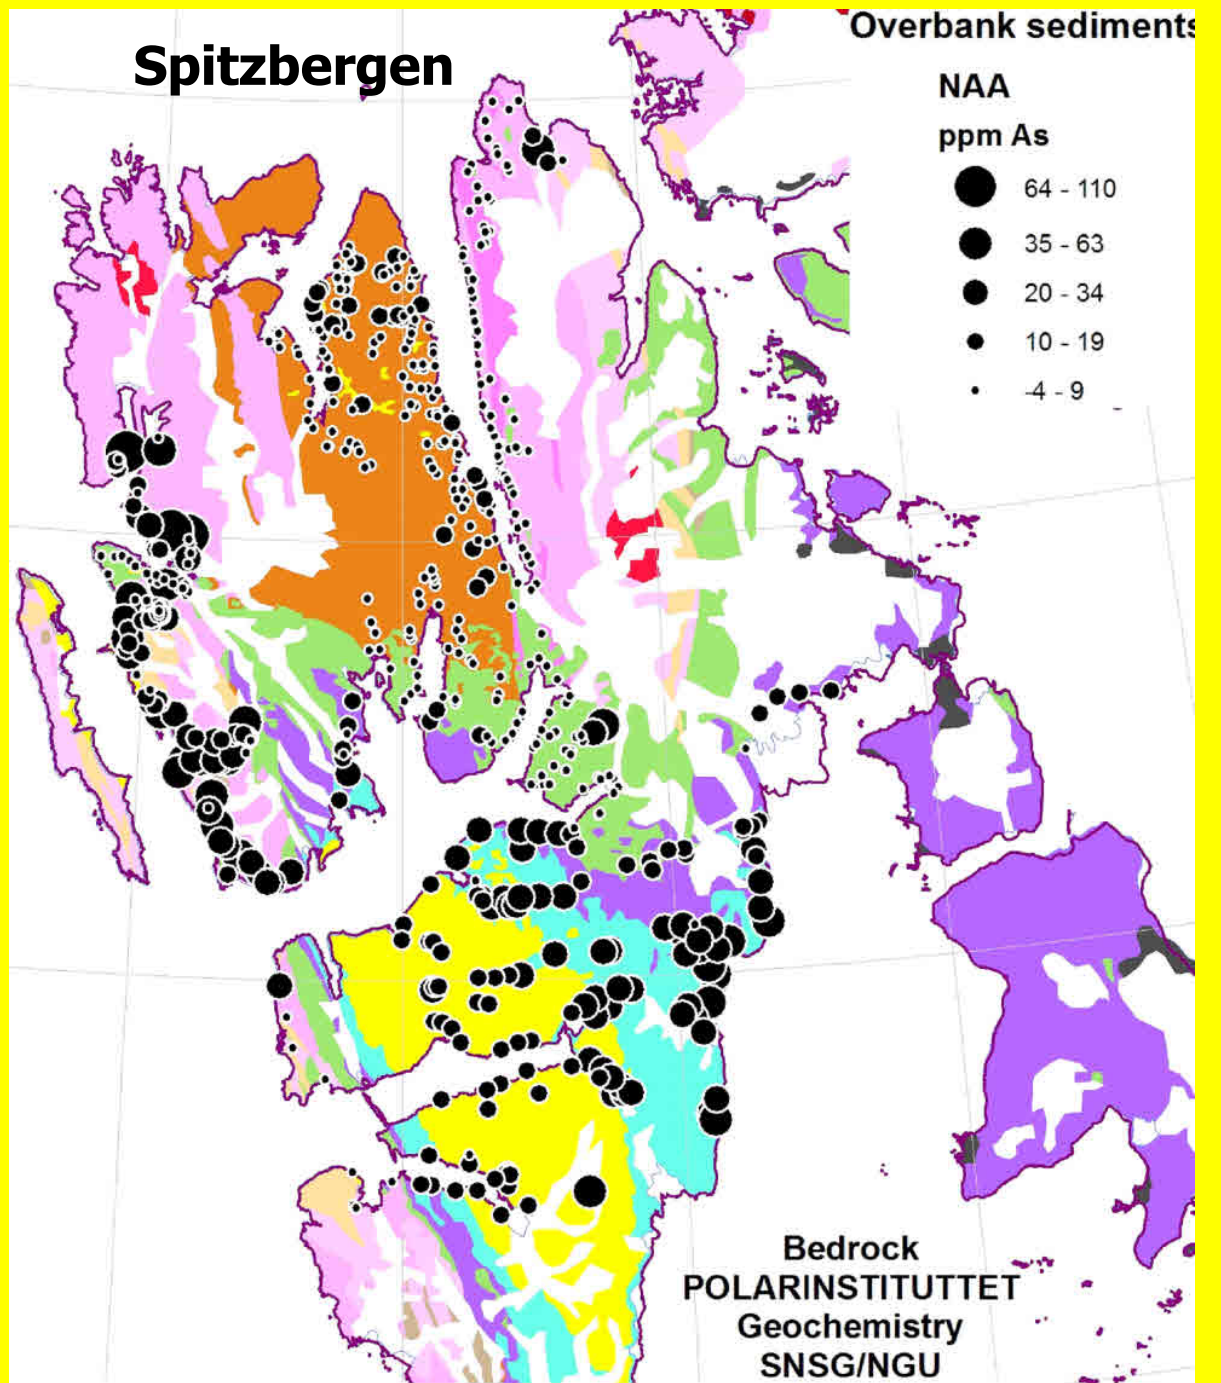 Spitzbergen
Overbank sediments
NAA
ppm As
64 - 110
35 - 63
20 - 34
10 - 19
-4 - 9
Bedrock
POLARINSTITUTTET
Geochemistry
SNSG/NGU